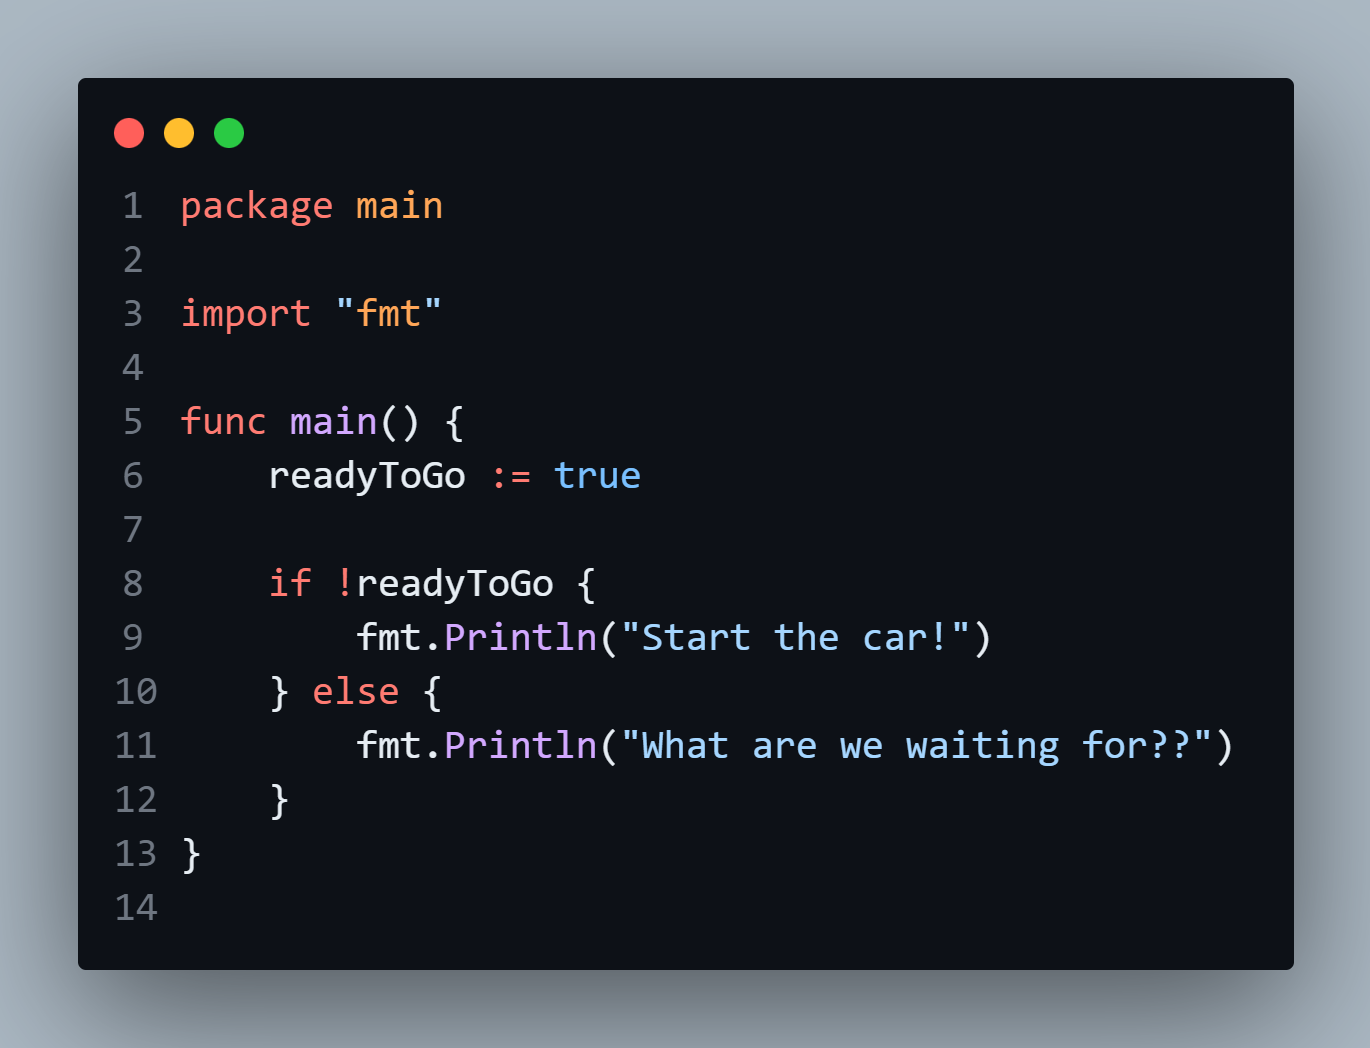 1 package main
2
3 import "fmt"
4
5 func main() {
6     readyToGo := true
7
8     if !readyToGo {
9         fmt.Println("Start the car!")
10     } else {
11         fmt.Println("What are we waiting for??")
12     }
13 }
14